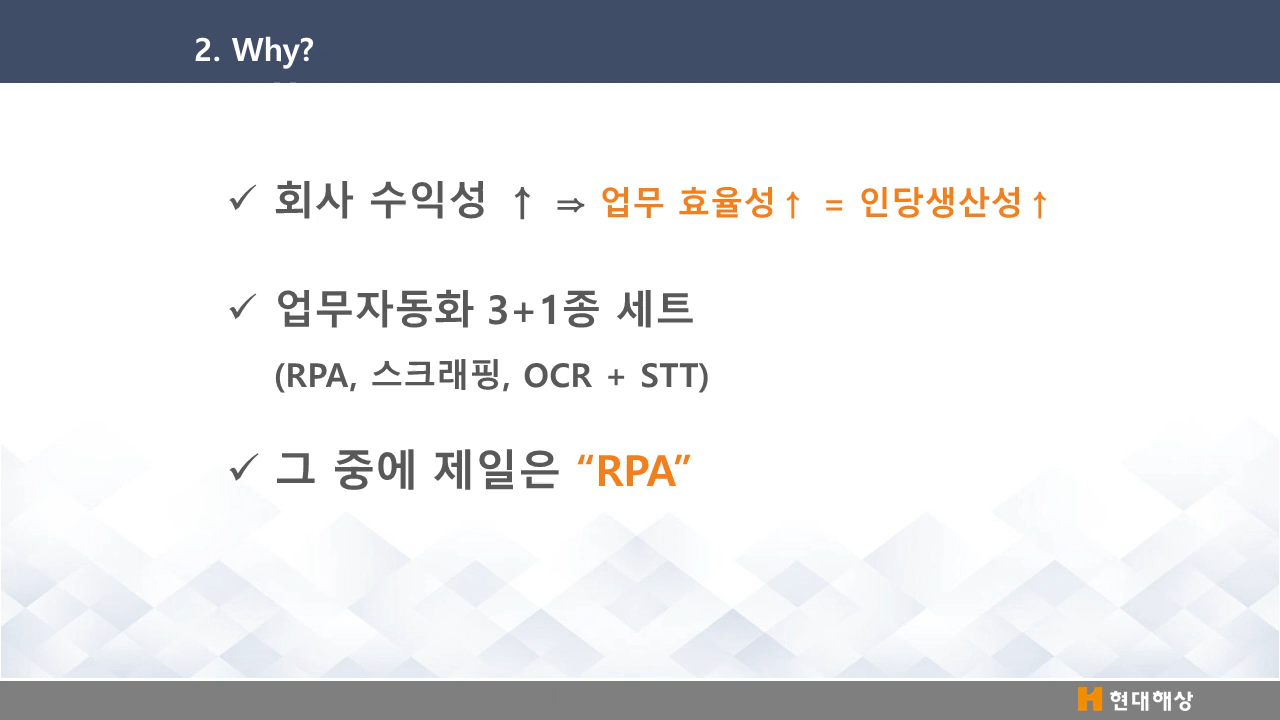 2. Why?
✓ 회사 수익성 ↑ ⇒ 업무 효율성↑ = 인당생산성↑
✓ 업무자동화 3+1종 세트
(RPA, 스크래핑, OCR + STT)
✓ 그 중에 제일은 “RPA”
현대해상